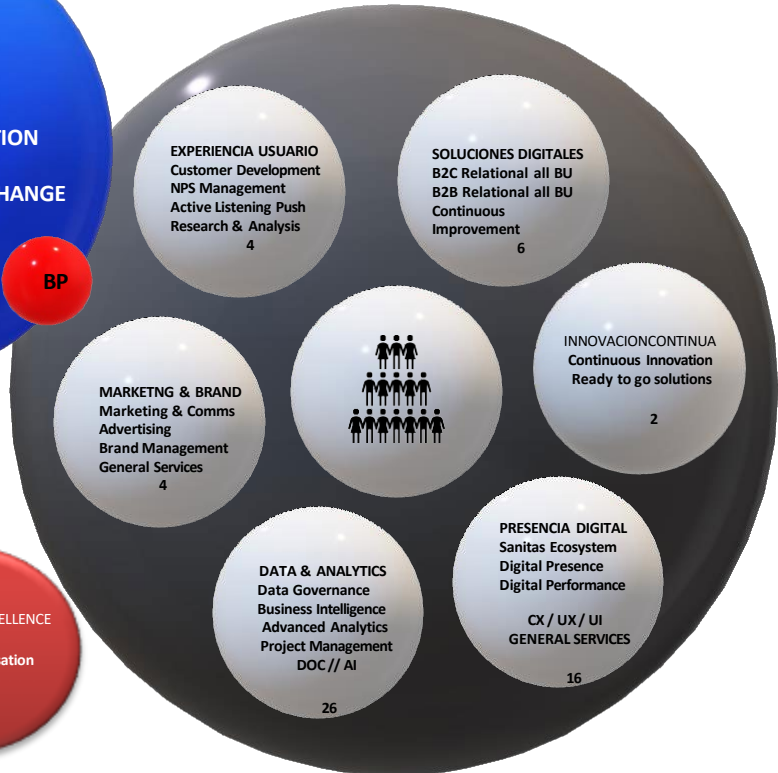 TION
HANGE
BP
EXPERIENCIA USUARIO
Customer Development
NPS Management
Active Listening Push
Research & Analysis
4
SOLUCIONES DIGITALES
B2C Relational all BU
B2B Relational all BU
Continuous
Improvement
6
INNOVACIONCONTINUA
Continuous Innovation
Ready to go solutions
2
MARKETNG & BRAND
Marketing & Comms
Advertising
Brand Management
General Services
4
PRESENCIA DIGITAL
Sanitas Ecosystem
Digital Presence
Digital Performance
CX / UX / UI
GENERAL SERVICES
16
DATA & ANALYTICS
Data Governance
Business Intelligence
Advanced Analytics
Project Management
DOC // AI
26
ELLENCE
ation